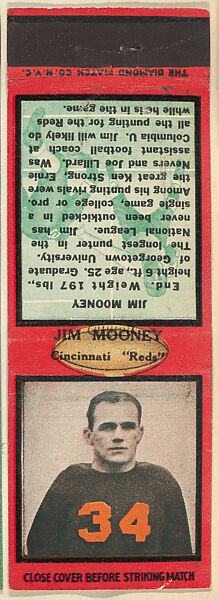 THE DIAMOND MATCH CO. N.Y.C.
JIM MOONEY
End. Weight 197 lbs.,
height 6 ft., age 25. Graduate
of Georgetown University.
The longest punter in the
National League. Jim has
never been outkicked in a
single game, prep, college or pro.
Among his punting rivals were
the great Ken Strong, Ernie
Nevers and Joe Lillard. Was
assistant football coach at
Columbia U. Jim will likely do
all the punting for the Reds
while he is in the game.
JIM MOONEY
Cincinnati "Reds"
34
CLOSE COVER BEFORE STRIKING MATCH